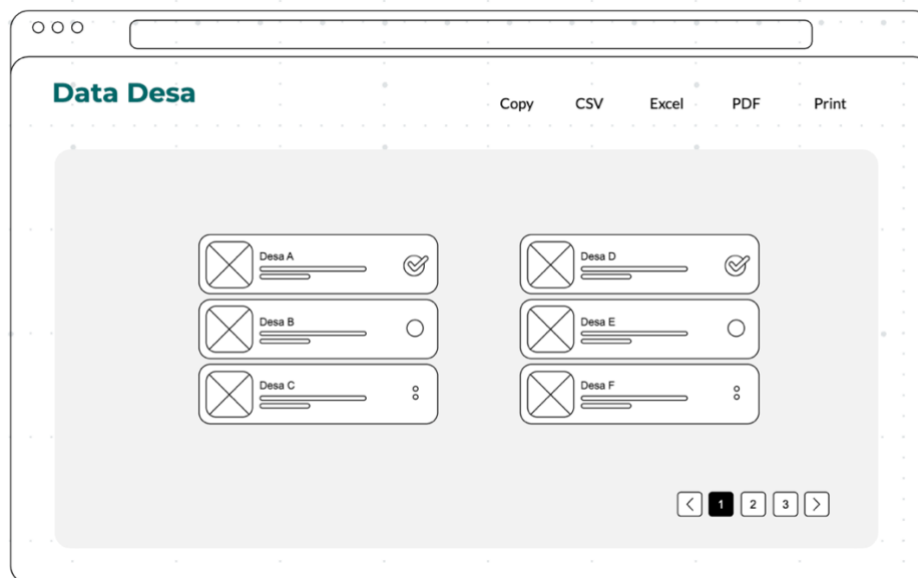 Data Desa
Copy CSV Excel PDF Print
Desa A
Desa B
Desa C
Desa D
Desa E
Desa F
1 2 3